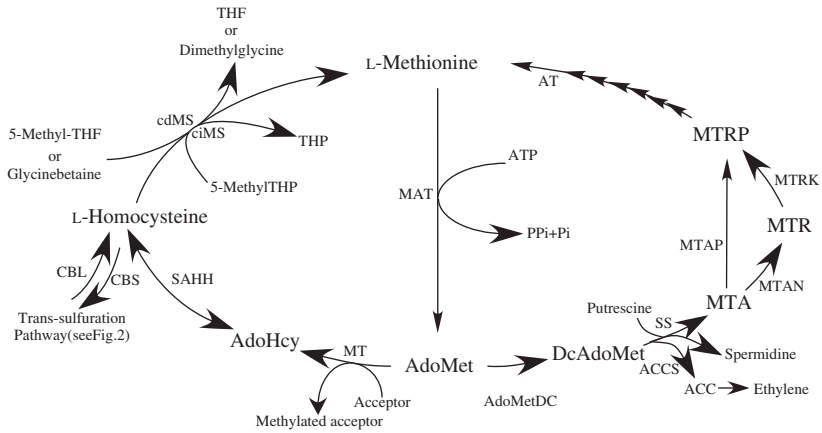 THF
or
Dimethylglycine
L-Methionine
AT
cdMS
ciMS
THP
5-Methyl-THF
or
Glycinebetaine
5-MethylTHP
ATP
MAT
PPi+Pi
MTRP
MTRK
MTR
MTAP
MTAN
MTA
L-Homocysteine
CBL
CBS
SAHH
Trans-sulfuration
Pathway(seeFig.2)
AdoHcy
MT
AdoMet
Acceptor
Methylated acceptor
AdoMetDC
DcAdoMet
Putrescine
SS
Spermidine
ACCS
ACC
Ethylene